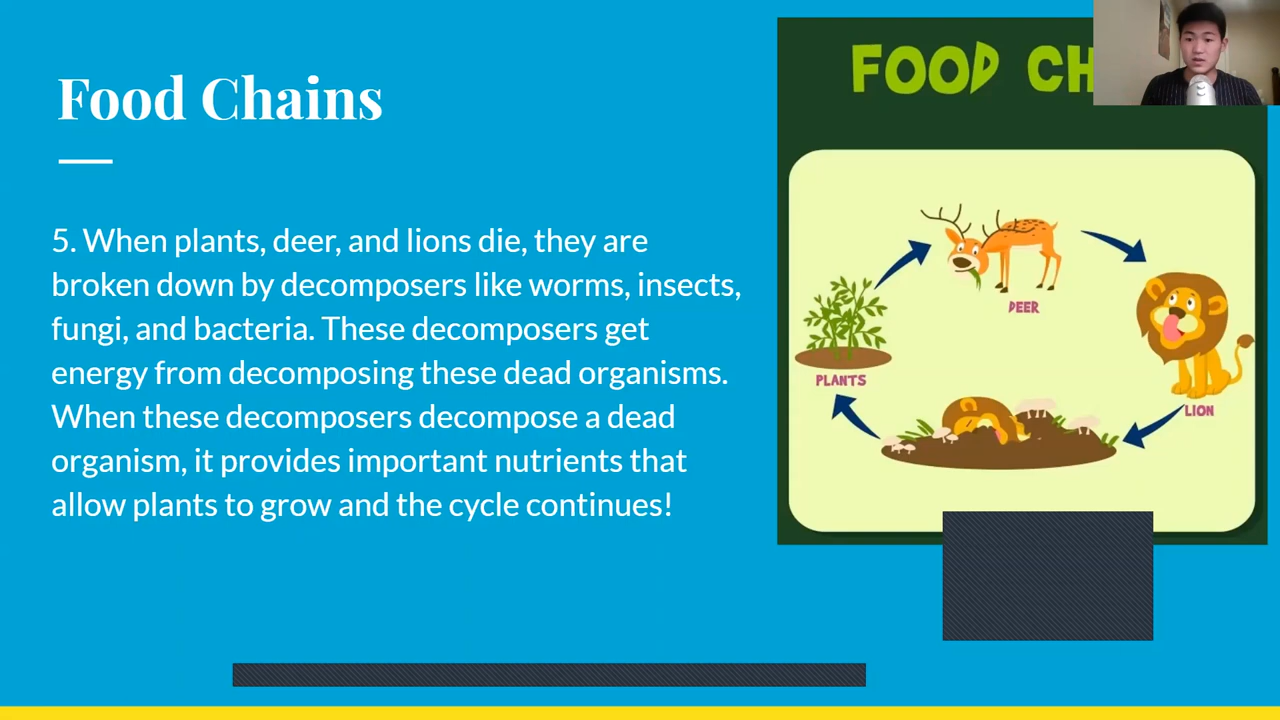 Food Chains
5. When plants, deer, and lions die, they are
broken down by decomposers like worms, insects,
fungi, and bacteria. These decomposers get
energy from decomposing these dead organisms.
When these decomposers decompose a dead
organism, it provides important nutrients that
allow plants to grow and the cycle continues!
FOOD CH
DEER
PLANTS
LION